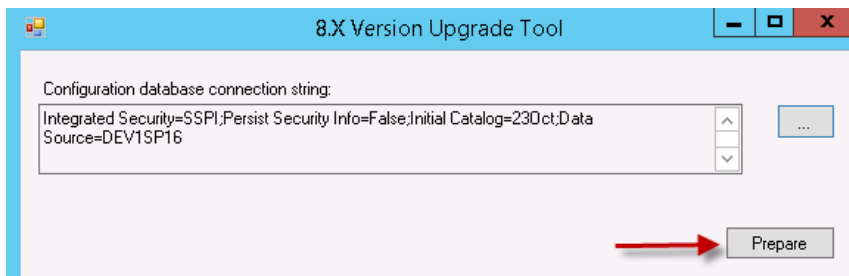 8.X Version Upgrade Tool
Configuration database connection string:
Integrated Security=SSPI;Persist Security Info=False;Initial Catalog=23Oct;Data
Source=DEV1SP16
...
Prepare